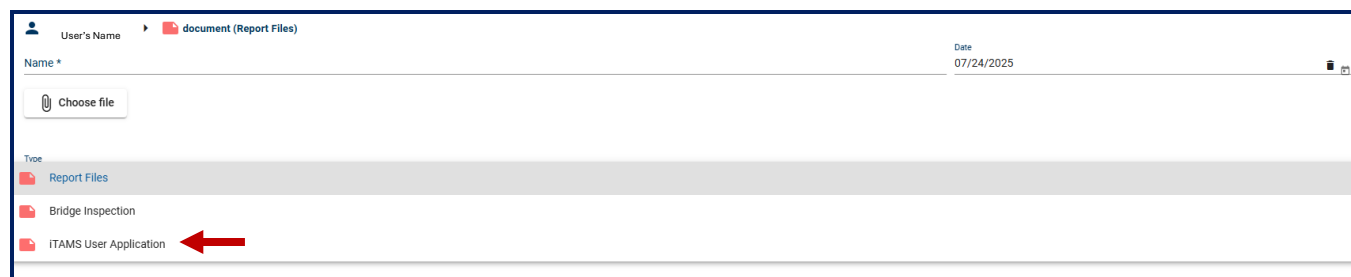 User's Name document (Report Files)
Date
Name * 07/24/2025
Choose file
Type
Report Files
Bridge Inspection
iTAMS User Application